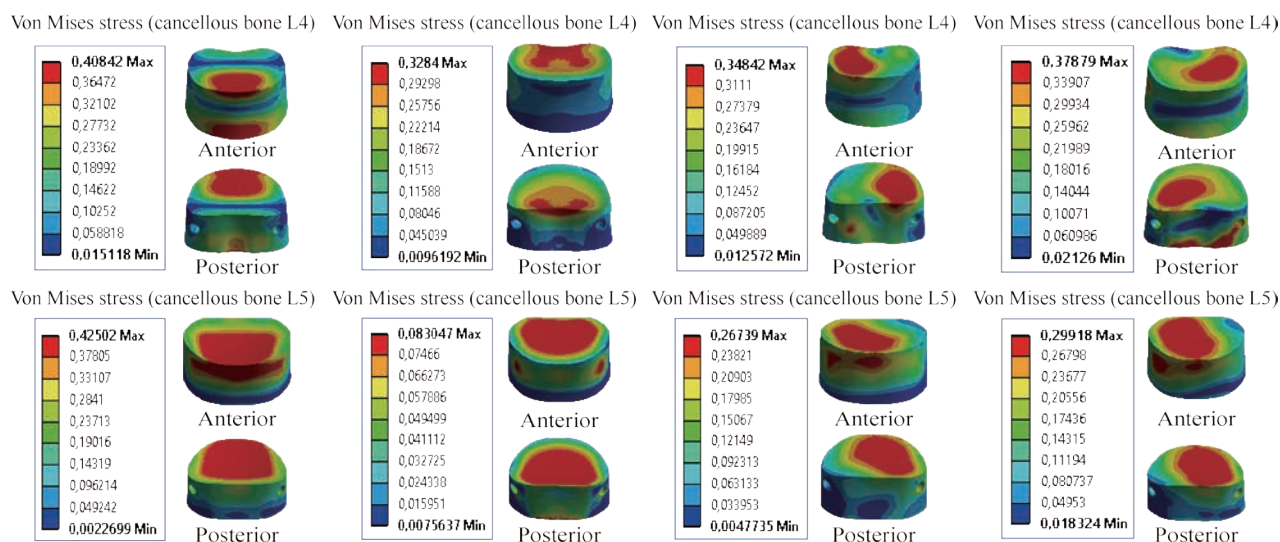 Von Mises stress (cancellous bone L4)
0,40842 Max
0,36472
0,32102
0,27732
0,23362
0,18992
0,14622
0,10252
0,058818
0,015118 Min
Anterior
Posterior
Von Mises stress (cancellous bone L4)
0,3284 Max
0,29298
0,25756
0,22214
0,18672
0,1513
0,11588
0,08046
0,045039
0,0096192 Min
Anterior
Posterior
Von Mises stress (cancellous bone L4)
0,34842 Max
0,3111
0,27379
0,23647
0,19915
0,16184
0,12452
0,087205
0,049889
0,012572 Min
Anterior
Posterior
Von Mises stress (cancellous bone L4)
0,37879 Max
0,33907
0,29934
0,25962
0,21989
0,18016
0,14044
0,10071
0,060986
0,02126 Min
Anterior
Posterior
Von Mises stress (cancellous bone L5)
0,42502 Max
0,37805
0,33107
0,2841
0,23713
0,19016
0,14319
0,096214
0,049242
0,0022699 Min
Anterior
Posterior
Von Mises stress (cancellous bone L5)
0,083047 Max
0,07466
0,066273
0,057886
0,049499
0,041112
0,032725
0,024338
0,015951
0,0075637 Min
Anterior
Posterior
Von Mises stress (cancellous bone L5)
0,26739 Max
0,23821
0,20903
0,17985
0,15067
0,12149
0,092313
0,063133
0,033953
0,0047735 Min
Anterior
Posterior
Von Mises stress (cancellous bone L5)
0,29918 Max
0,26798
0,23677
0,20556
0,17436
0,14315
0,11194
0,080737
0,04953
0,018324 Min
Anterior
Posterior